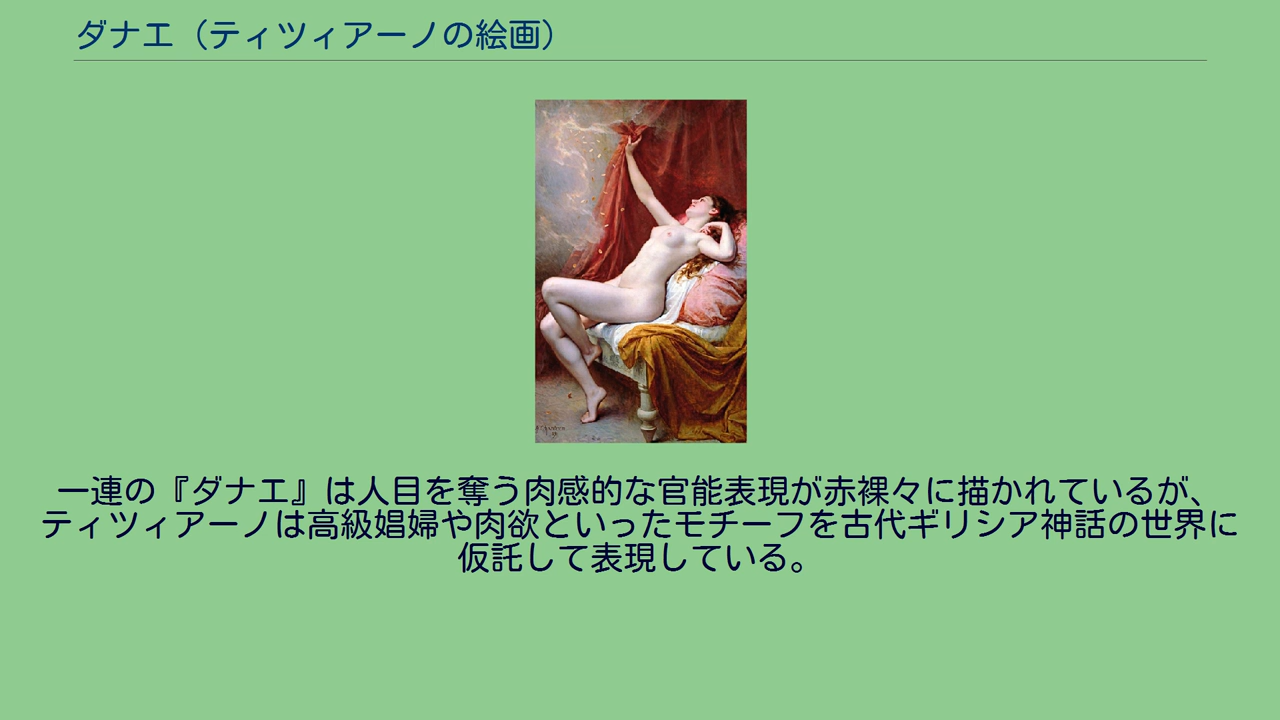 ダナエ（ティツィアーノの絵画）
一連の『ダナエ』は人目を奪う肉感的な官能表現が赤裸々に描かれているが、
ティツィアーノは高級娼婦や肉欲といったモチーフを古代ギリシア神話の世界に
仮託して表現している。